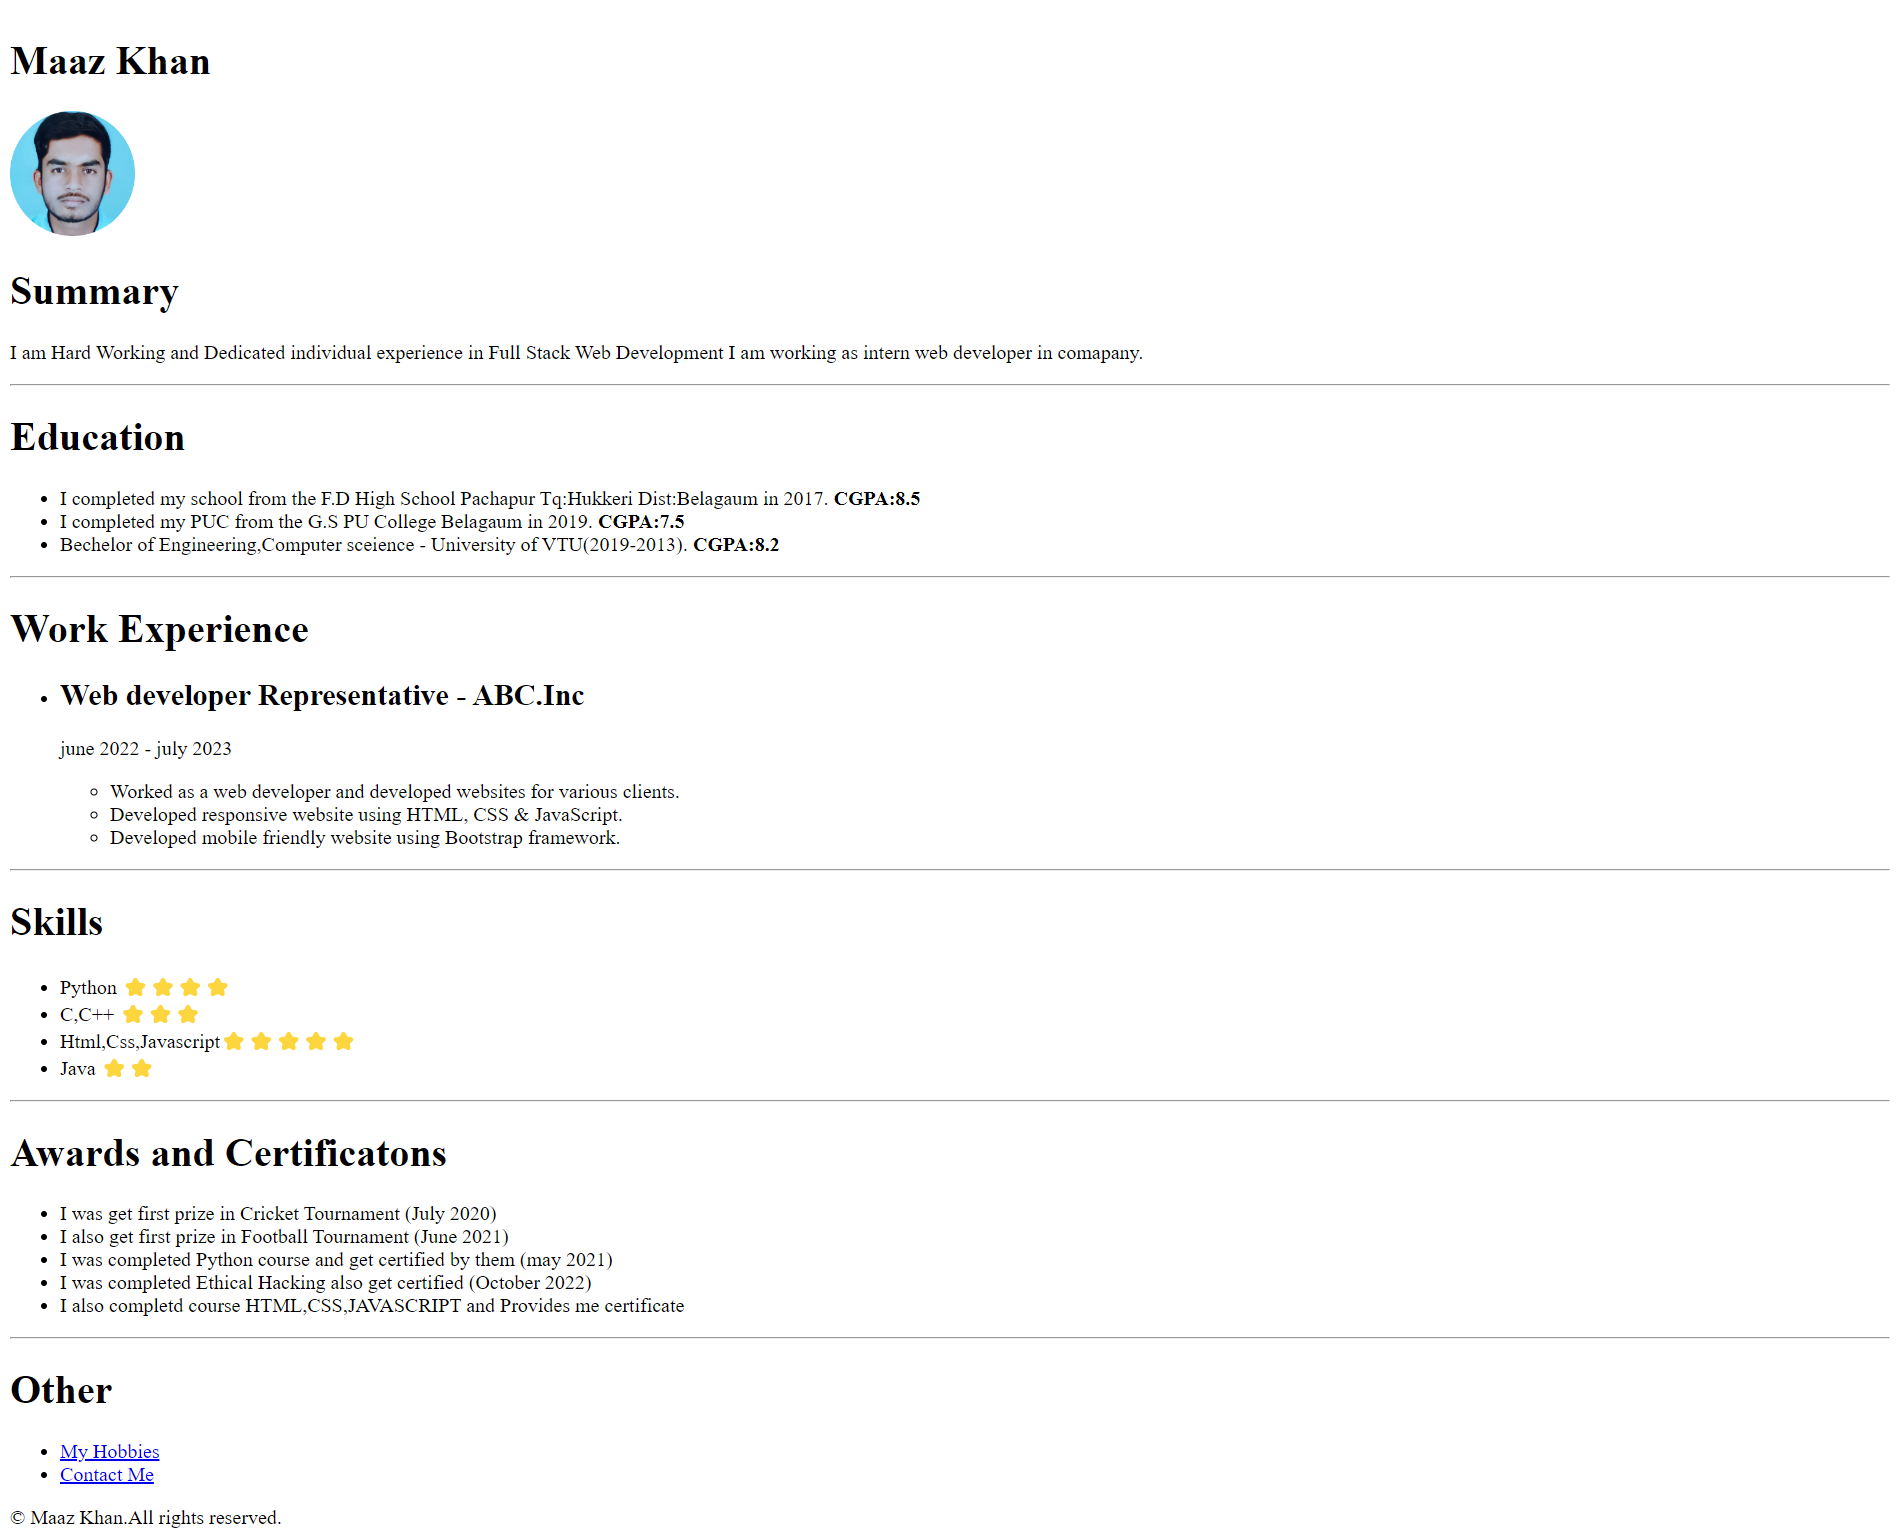 Maaz Khan
Summary
I am Hard Working and Dedicated individual experience in Full Stack Web Development I am working as intern web developer in comapany.
Education
I completed my school from the F.D High School Pachapur Tq:Hukkeri Dist:Belagaum in 2017. CGPA:8.5
I completed my PUC from the G.S PU College Belagaum in 2019. CGPA:7.5
Bechelor of Engineering,Computer sceience - University of VTU(2019-2013). CGPA:8.2
Work Experience
Web developer Representative - ABC.Inc
june 2022 - july 2023
Worked as a web developer and developed websites for various clients.
Developed responsive website using HTML, CSS & JavaScript.
Developed mobile friendly website using Bootstrap framework.
Skills
Python
C,C++
Html,Css,Javascript
Java
Awards and Certificatons
I was get first prize in Cricket Tournament (July 2020)
I also get first prize in Football Tournament (June 2021)
I was completed Python course and get certified by them (may 2021)
I was completed Ethical Hacking also get certified (October 2022)
I also completd course HTML,CSS,JAVASCRIPT and Provides me certificate
Other
My Hobbies
Contact Me
© Maaz Khan.All rights reserved.